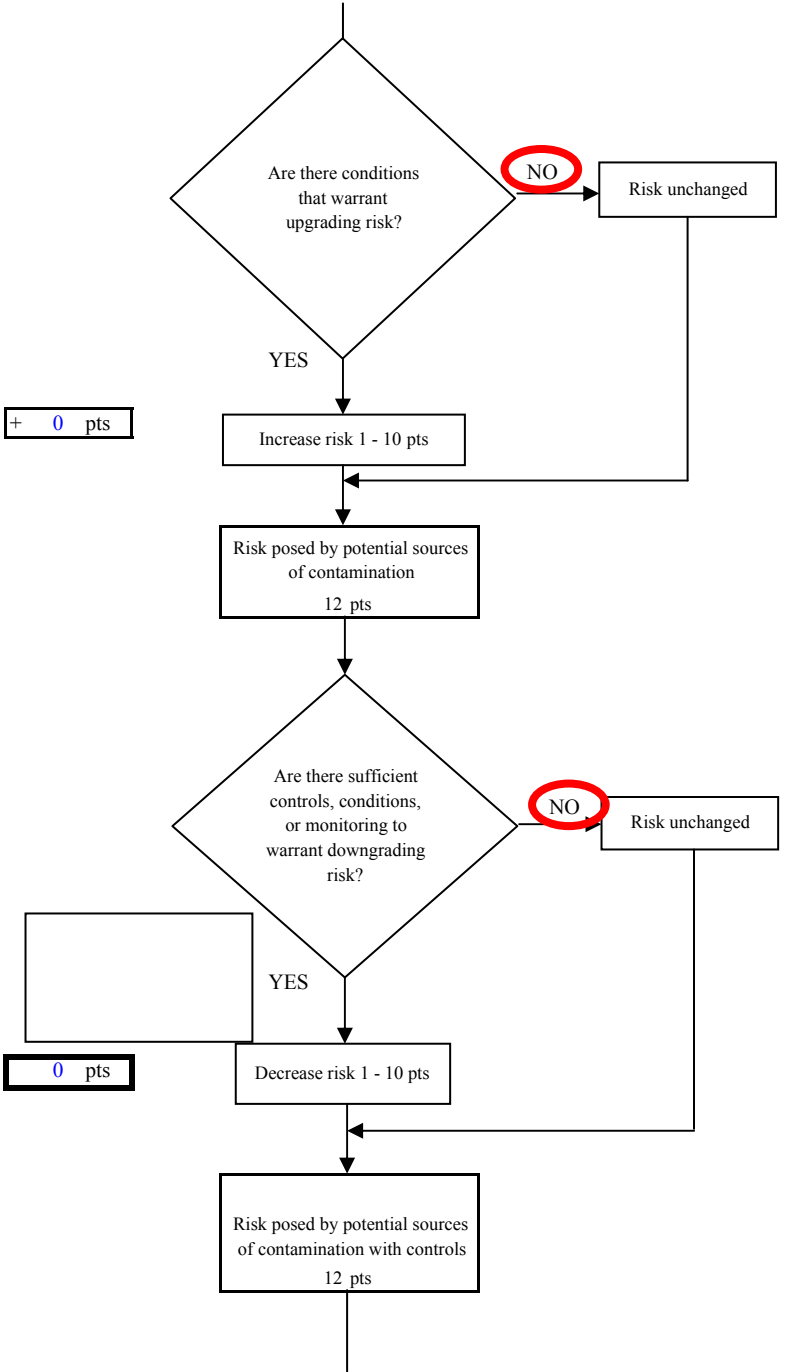 Are there conditions
that warrant
upgrading risk?
NO
Risk unchanged
YES
+ 0 pts
Increase risk 1 - 10 pts
Risk posed by potential sources
of contamination
12 pts
Are there sufficient
controls, conditions,
or monitoring to
warrant downgrading
risk?
NO
Risk unchanged
YES
0 pts
Decrease risk 1 - 10 pts
Risk posed by potential sources
of contamination with controls
12 pts